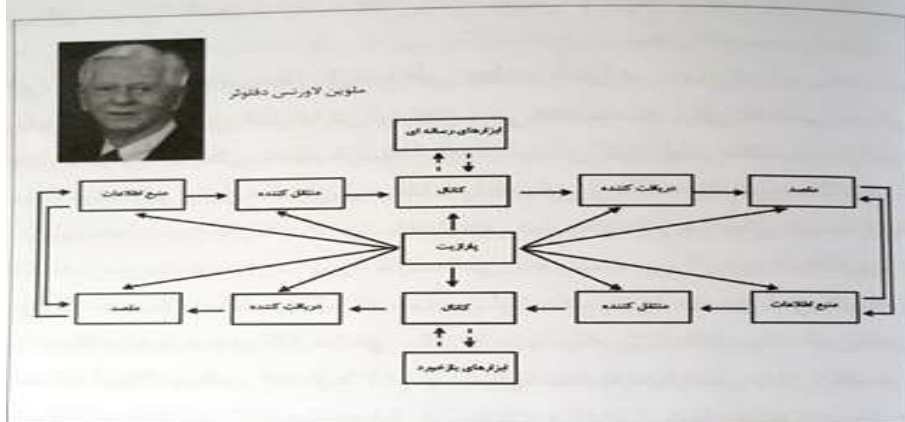 ملوین لاورنس دفلوئر
ابزارهای رسانه ای
منبع اطلاعات
منتقل کننده
کانال
دریافت کننده
مقصد
پارازیت
مقصد
دریافت کننده
کانال
منتقل کننده
منبع اطلاعات
ابزارهای بازخورد